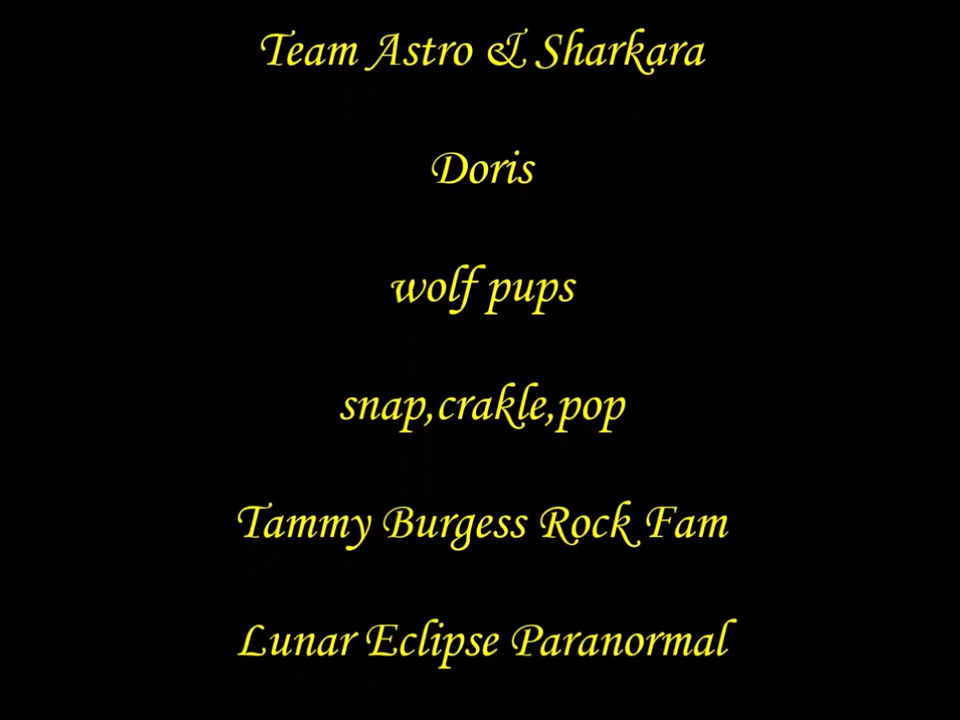 Team Astro & Sharkara
Doris
wolf pups
snap,crakle,pop
Tammy Burgess Rock Fam
Lunar Eclipse Paranormal